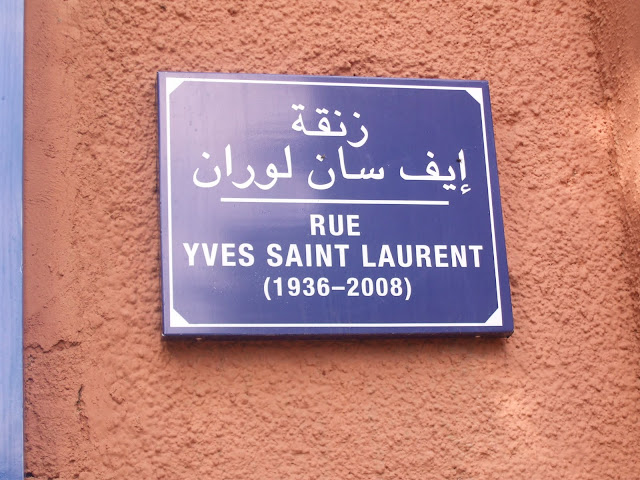 زنقة
إيف سان لوران
RUE
YVES SAINT LAURENT
(1936–2008)